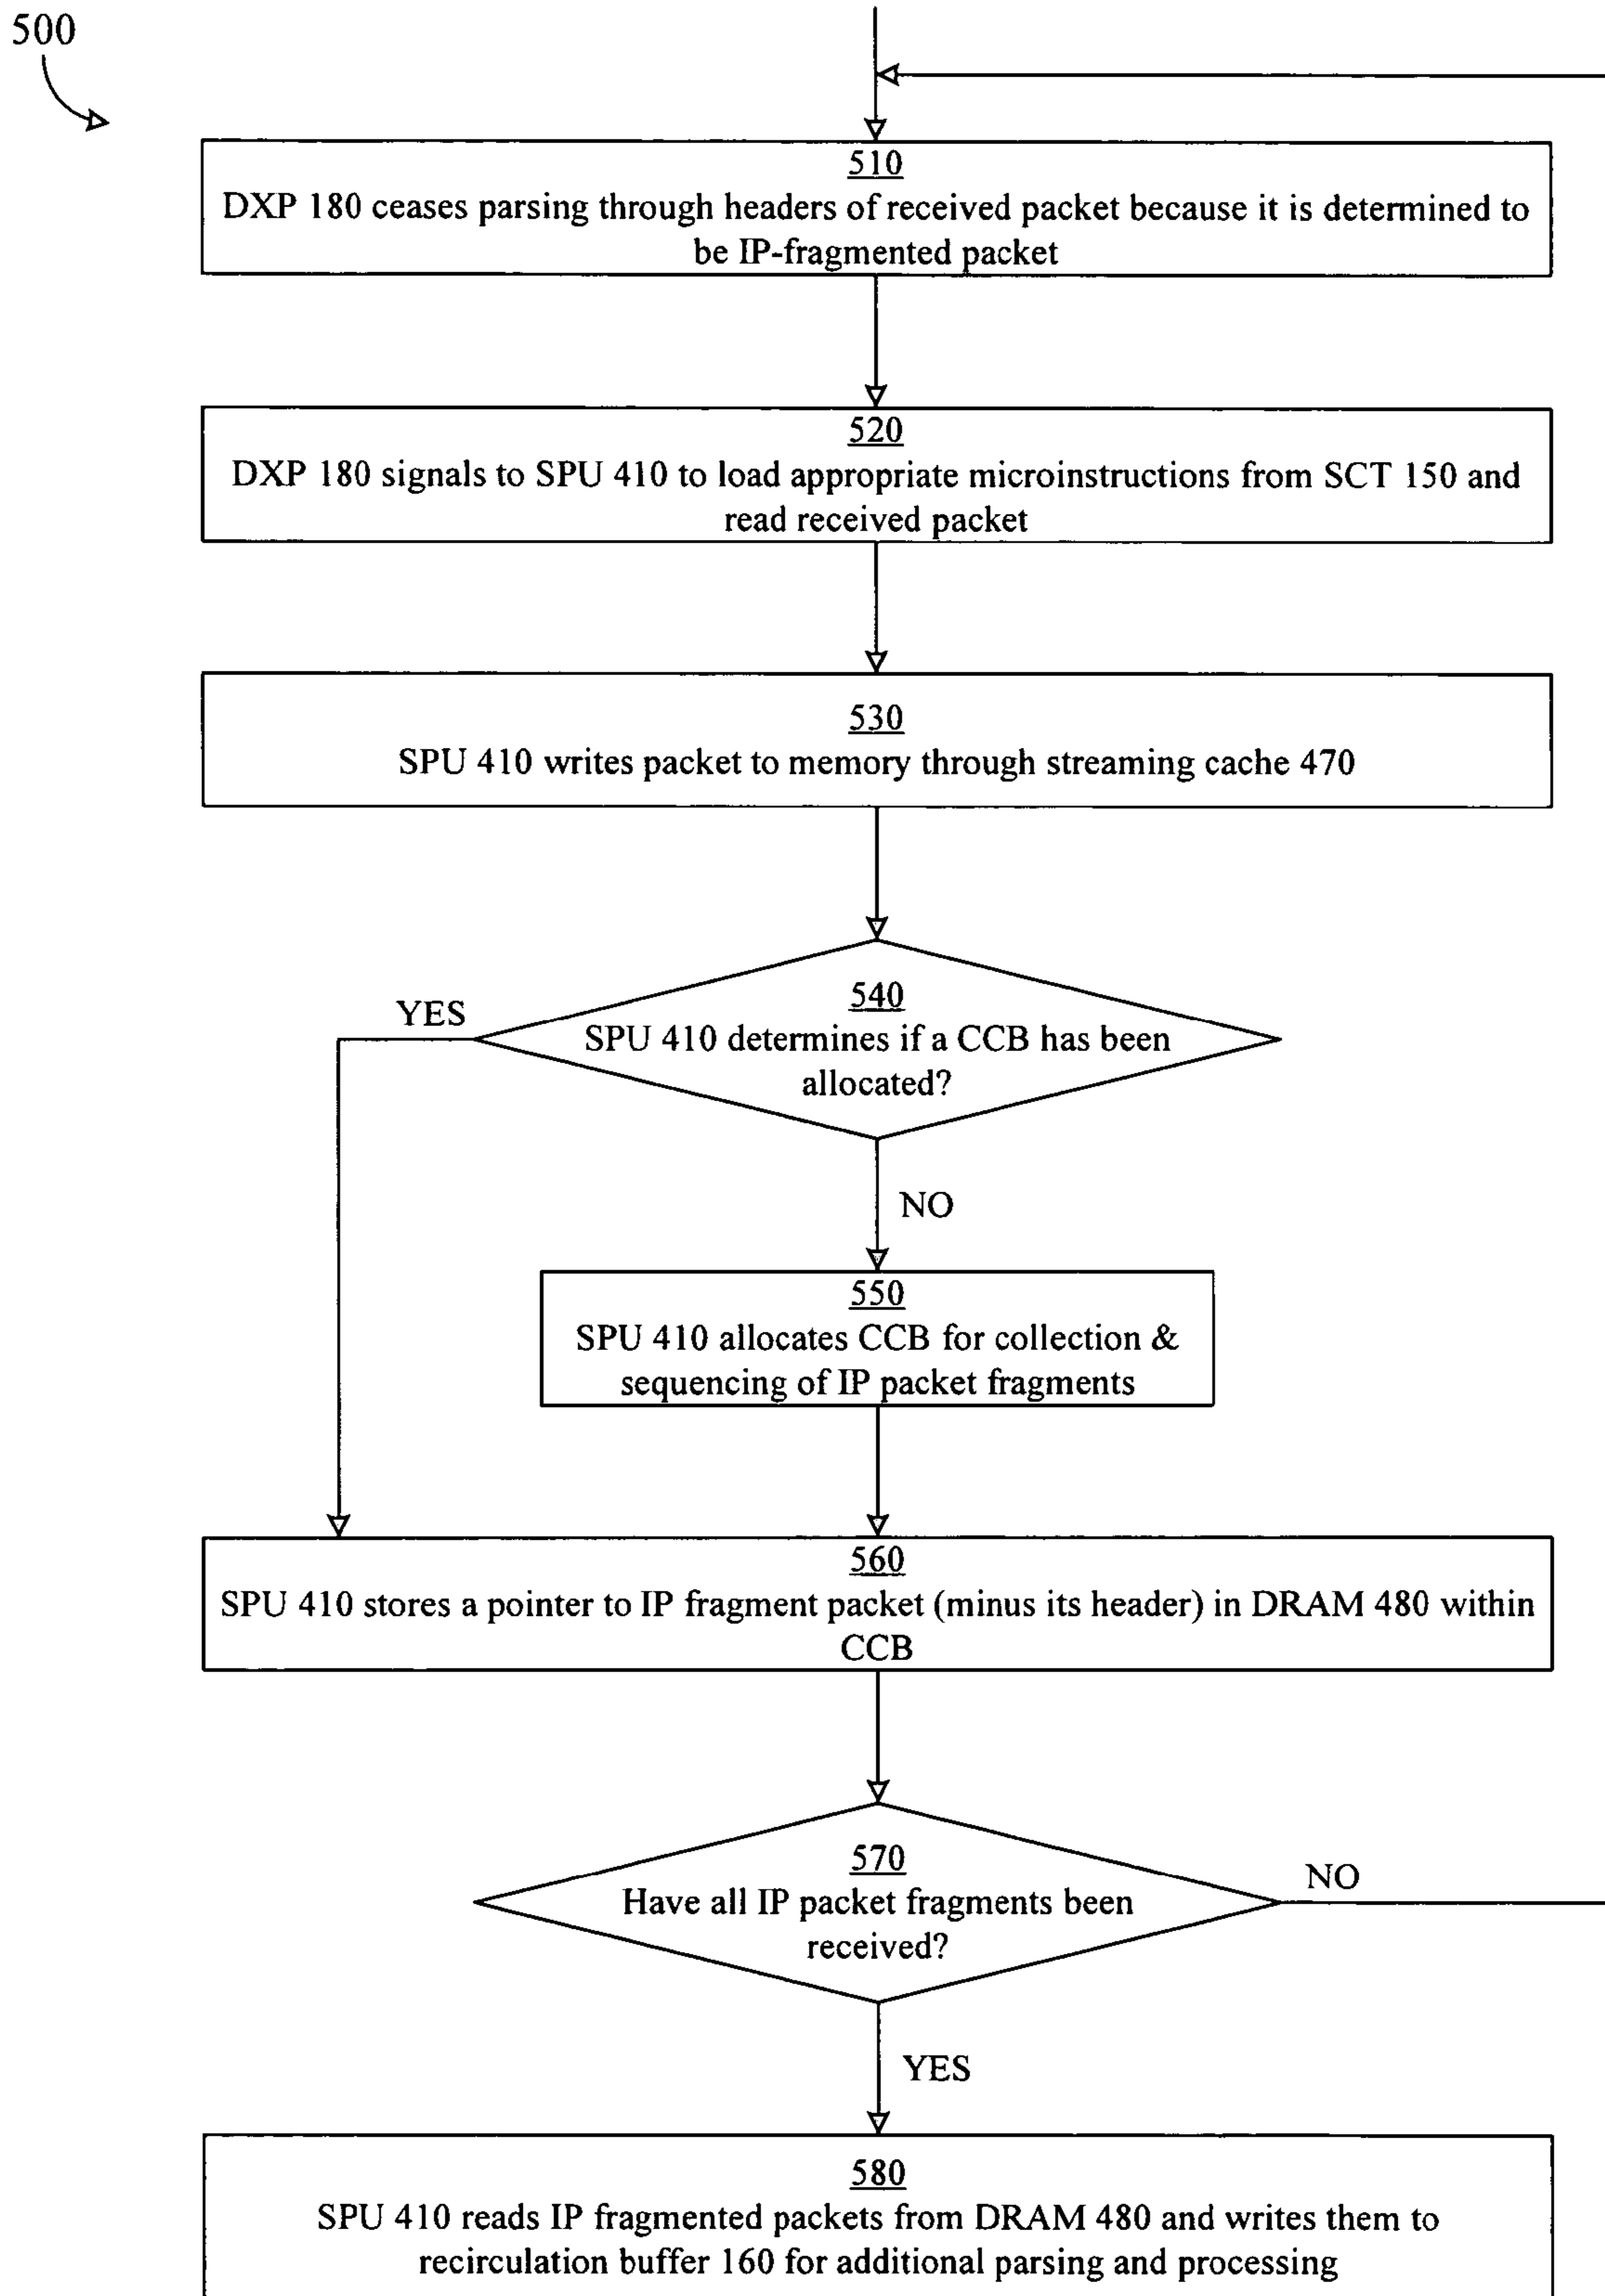 500
510
DXP 180 ceases parsing through headers of received packet because it is determined to
be IP-fragmented packet
520
DXP 180 signals to SPU 410 to load appropriate microinstructions from SCT 150 and
read received packet
530
SPU 410 writes packet to memory through streaming cache 470
540
SPU 410 determines if a CCB has been
allocated?
YES
NO
550
SPU 410 allocates CCB for collection &
sequencing of IP packet fragments
560
SPU 410 stores a pointer to IP fragment packet (minus its header) in DRAM 480 within
CCB
570
Have all IP packet fragments been
received?
NO
YES
580
SPU 410 reads IP fragmented packets from DRAM 480 and writes them to
recirculation buffer 160 for additional parsing and processing